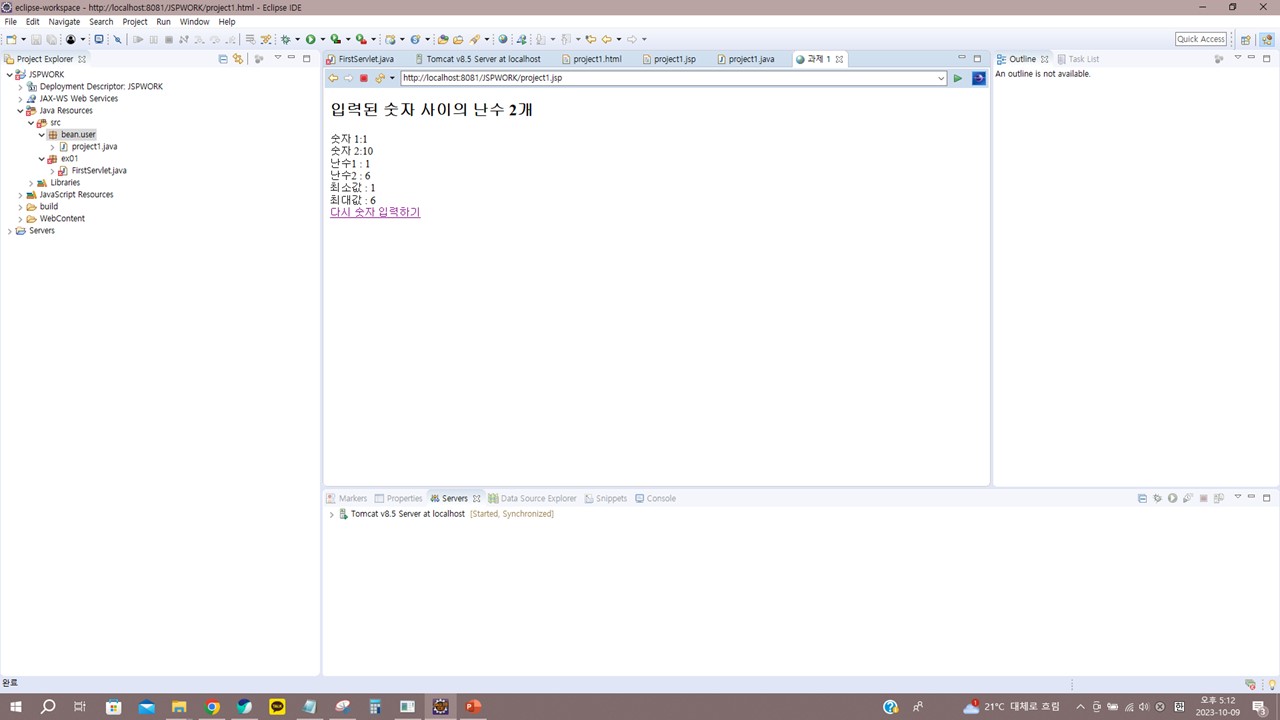 eclipse-workspace - http://localhost:8081/JSPWORK/project1.html - Eclipse IDE
File Edit Navigate Search Project Run Window Help
Quick Access
Project Explorer
JSPWORK
Deployment Descriptor: JSPWORK
JAX-WS Web Services
Java Resources
src
bean.user
project1.java
ex01
FirstServlet.java
Libraries
JavaScript Resources
build
WebContent
Servers
FirstServlet.java Tomcat v8.5 Server at localhost project1.html project1.jsp project1.java 과제 1
http://localhost:8081/JSPWORK/project1.jsp
입력된 숫자 사이의 난수 2개
숫자 1:1
숫자 2:10
난수1 : 1
난수2 : 6
최소값 : 1
최대값 : 6
다시 숫자 입력하기
Outline Task List
An outline is not available.
Markers Properties Servers Data Source Explorer Snippets Console
Tomcat v8.5 Server at localhost [Started, Synchronized]
완료
TALK
21°C 대체로 흐림
오후 5:12
2023-10-09
3